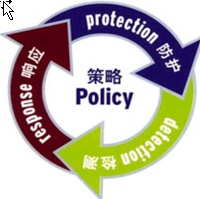 protection 防护
策略
Policy
detection 检测
response 响应